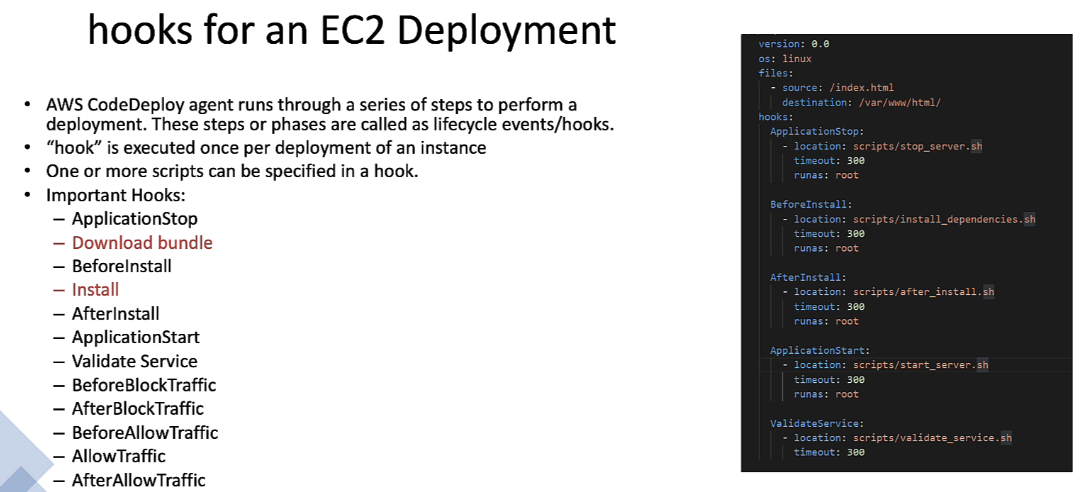 hooks for an EC2 Deployment
• AWS CodeDeploy agent runs through a series of steps to perform a
deployment. These steps or phases are called as lifecycle events/hooks.
• “hook” is executed once per deployment of an instance
• One or more scripts can be specified in a hook.
• Important Hooks:
– ApplicationStop
– Download bundle
– BeforeInstall
– Install
– AfterInstall
– ApplicationStart
– Validate Service
– BeforeBlockTraffic
– AfterBlockTraffic
– BeforeAllowTraffic
– AllowTraffic
– AfterAllowTraffic
version: 0.0
os: linux
files:
  - source: /index.html
    destination: /var/www/html/
hooks:
  ApplicationStop:
    - location: scripts/stop_server.sh
      timeout: 300
      runas: root
  BeforeInstall:
    - location: scripts/install_dependencies.sh
      timeout: 300
      runas: root
  AfterInstall:
    - location: scripts/after_install.sh
      timeout: 300
      runas: root
  ApplicationStart:
    - location: scripts/start_server.sh
      timeout: 300
      runas: root
  ValidateService:
    - location: scripts/validate_service.sh
      timeout: 300